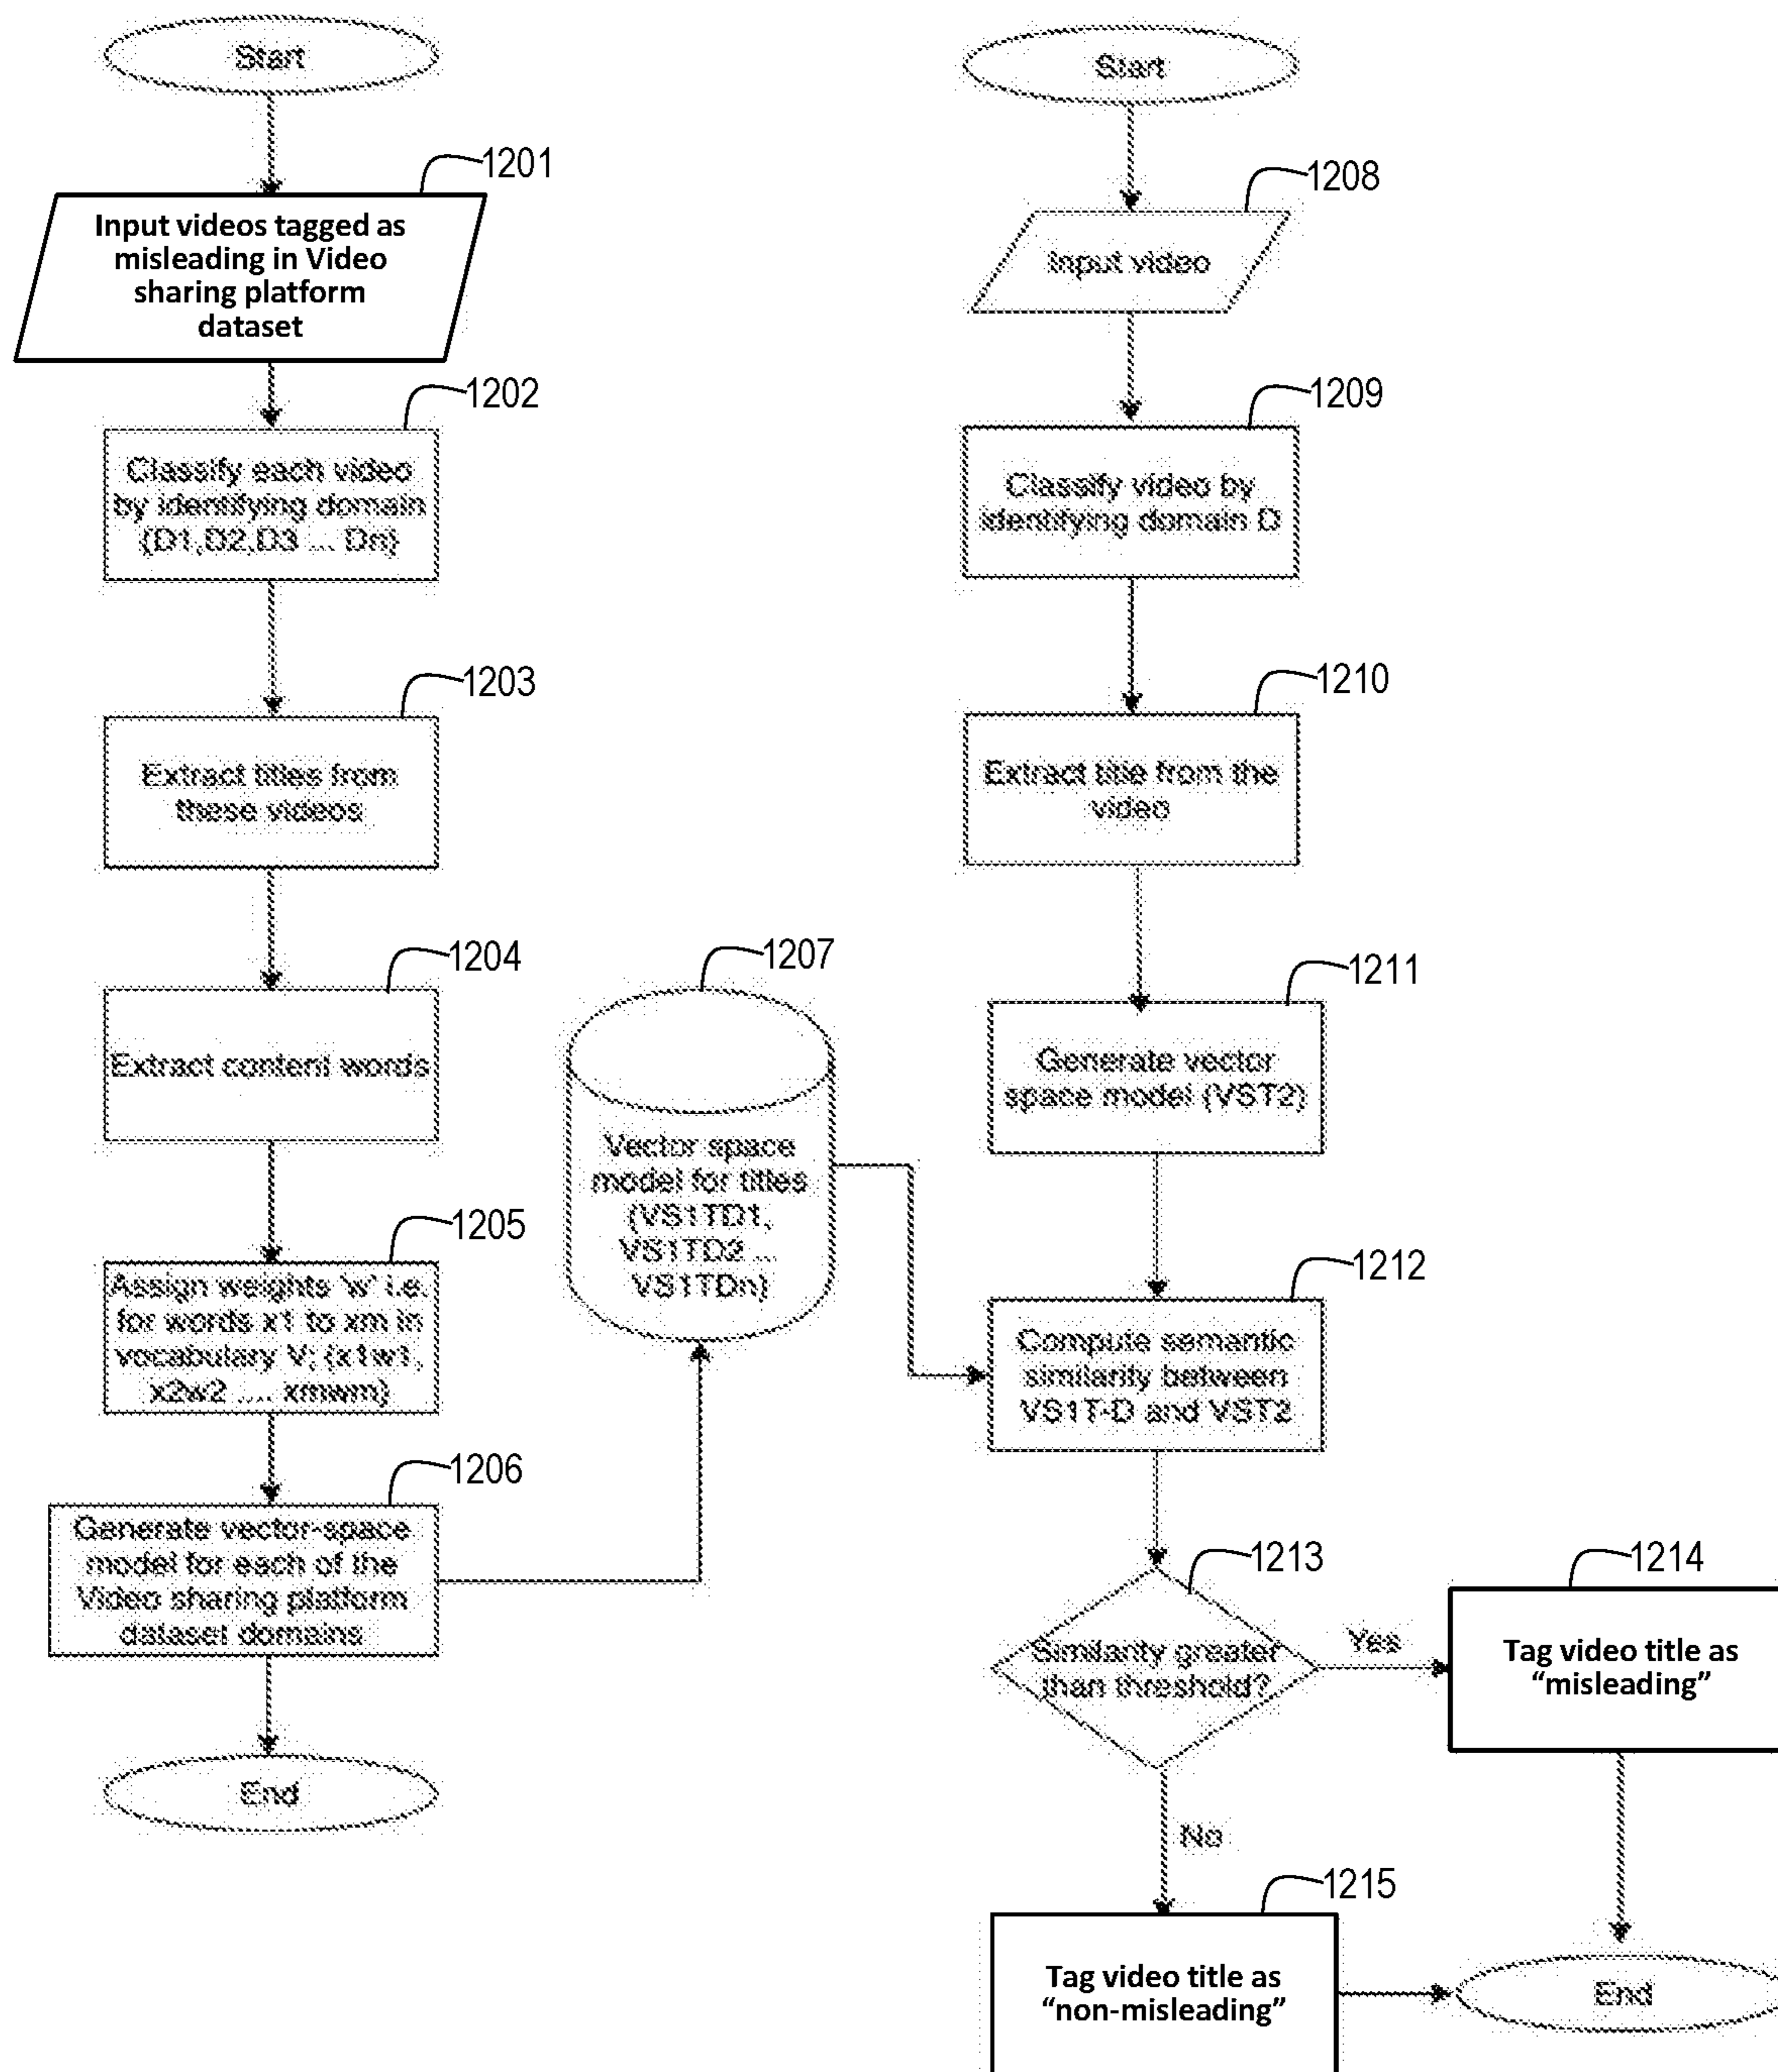 Start
1201
Input videos tagged as
misleading in Video
sharing platform
dataset
1202
Classify each video
by identifying domain
(D1,D2,D3 ... Dn)
1203
Extract titles from
these videos
1204
Extract content words
1205
Assign weights 'w' i.e.
for words x1 to xm in
vocabulary V; (x1w1,
x2w2 .... xmwm)
1206
Generate vector-space
model for each of the
Video sharing platform
dataset domains
End
1207
Vector space
model for titles
(VS1TD1,
VS1TD2 ...
VS1TDn)
Start
1208
Input video
1209
Classify video by
identifying domain D
1210
Extract title from the
video
1211
Generate vector
space model (VST2)
1212
Compute semantic
similarity between
VS1T-D and VST2
1213
Similarity greater
than threshold?
Yes
1214
Tag video title as
“misleading”
No
1215
Tag video title as
“non-misleading”
End